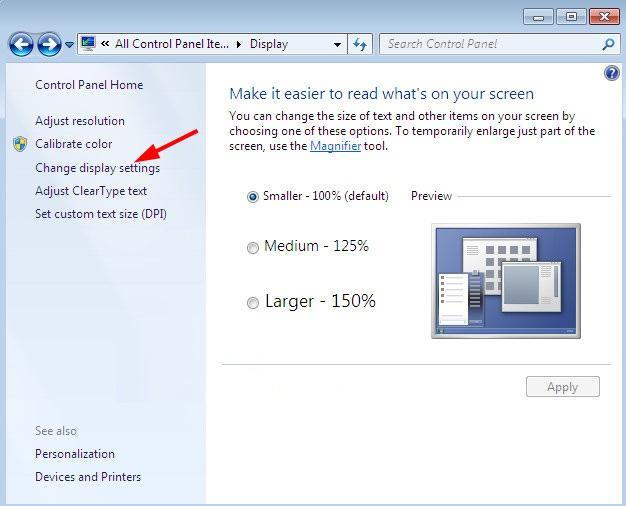 « All Control Panel Ite... ▸ Display
Search Control Panel
Control Panel Home
Adjust resolution
Calibrate color
Change display settings
Adjust ClearType text
Set custom text size (DPI)
See also
Personalization
Devices and Printers
Make it easier to read what's on your screen
You can change the size of text and other items on your screen by
choosing one of these options. To temporarily enlarge just part of the
screen, use the Magnifier tool.
Smaller - 100% (default)
Preview
Medium - 125%
Larger - 150%
Apply